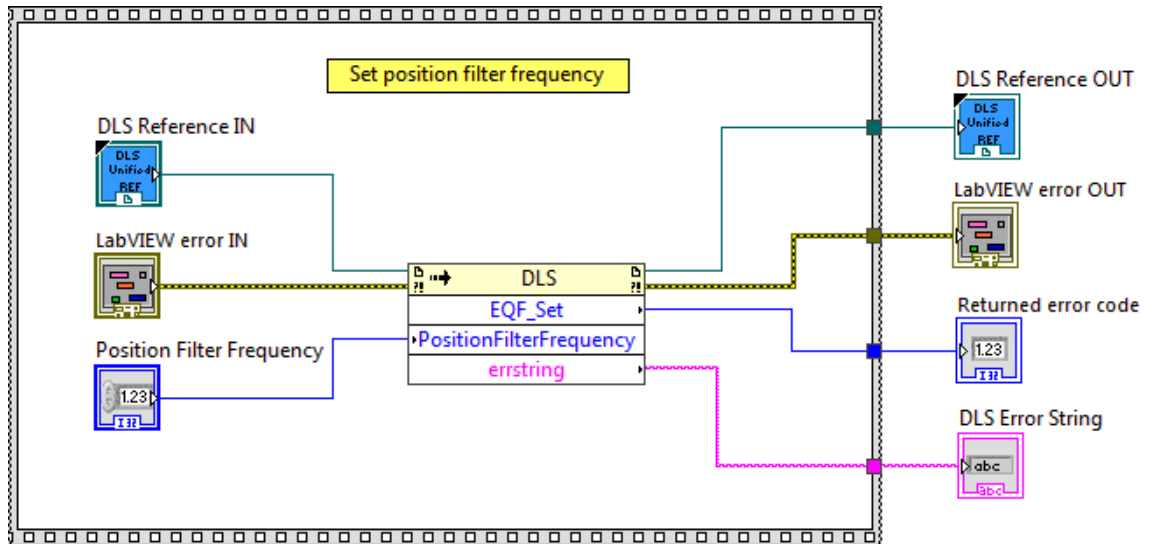 Set position filter frequency
DLS Reference IN
DLS
Unified
REF
LabVIEW error IN
Position Filter Frequency
1.23
I32
?!
DLS
?!
EQF_Set
PositionFilterFrequency
errstring
DLS Reference OUT
DLS
Unified
REF
LabVIEW error OUT
Returned error code
1.23
I32
DLS Error String
abc
abc